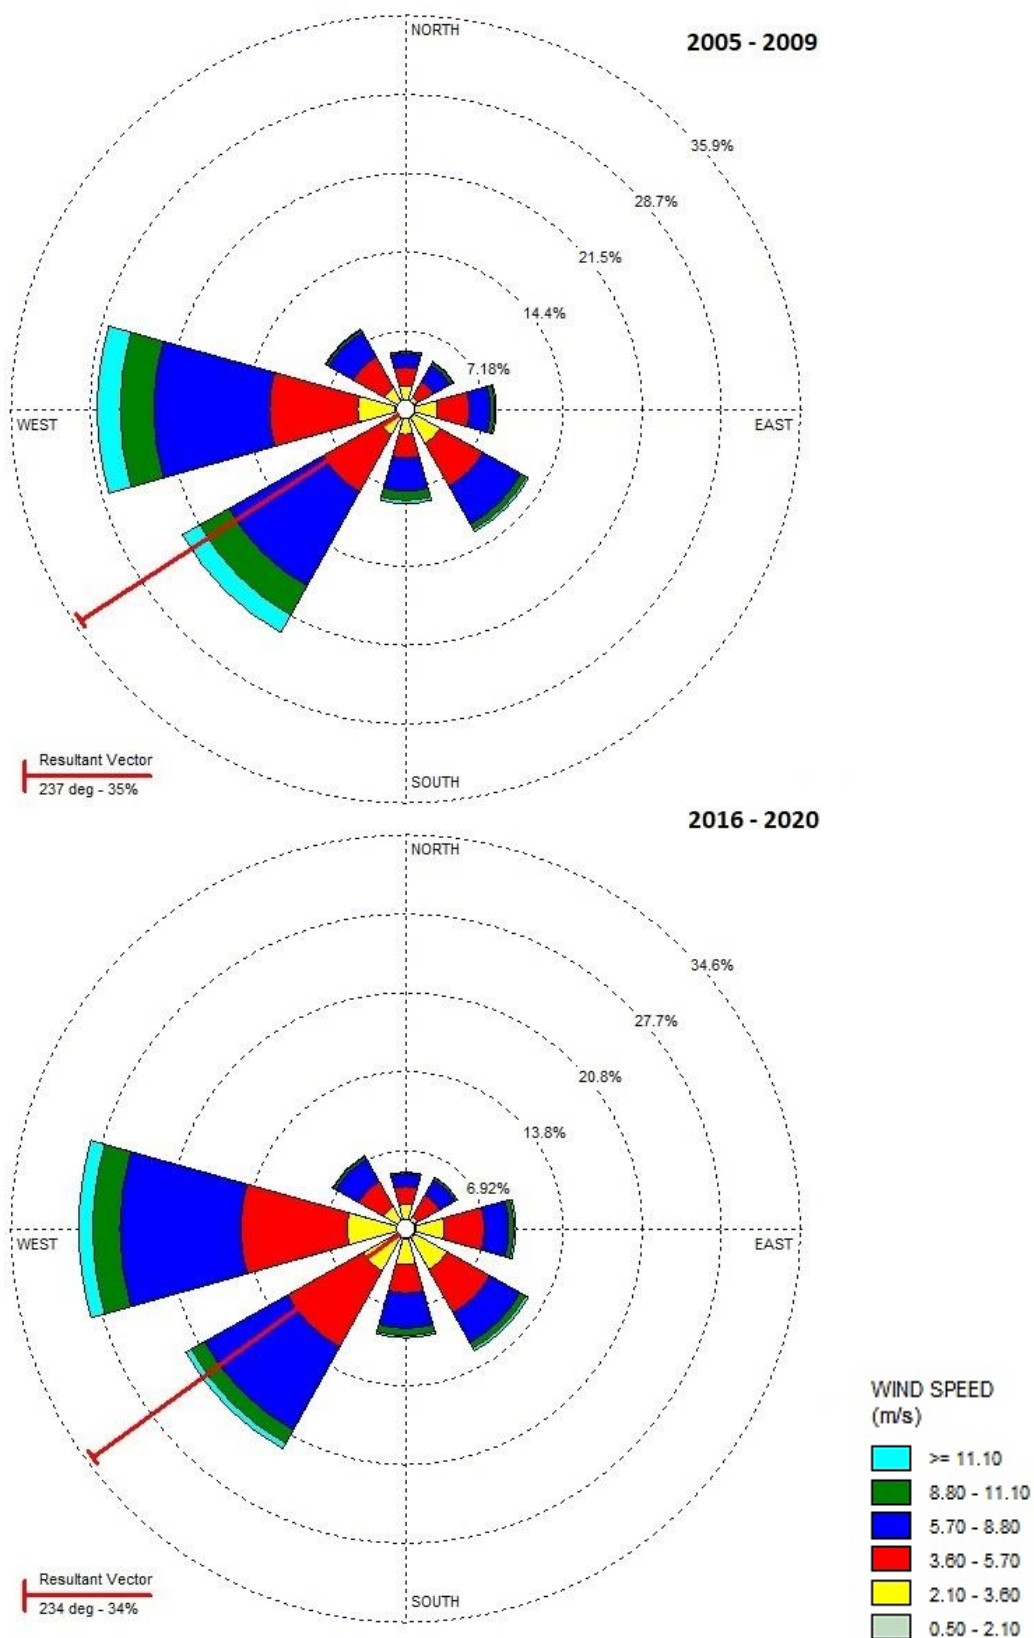 NORTH
2005 - 2009
35.9%
28.7%
21.5%
14.4%
7.18%
WEST
EAST
Resultant Vector
237 deg - 35%
SOUTH
2016 - 2020
NORTH
34.6%
27.7%
20.8%
13.8%
6.92%
WEST
EAST
WIND SPEED
(m/s)
>= 11.10
8.80 - 11.10
5.70 - 8.80
3.60 - 5.70
2.10 - 3.60
0.50 - 2.10
Resultant Vector
234 deg - 34%
SOUTH